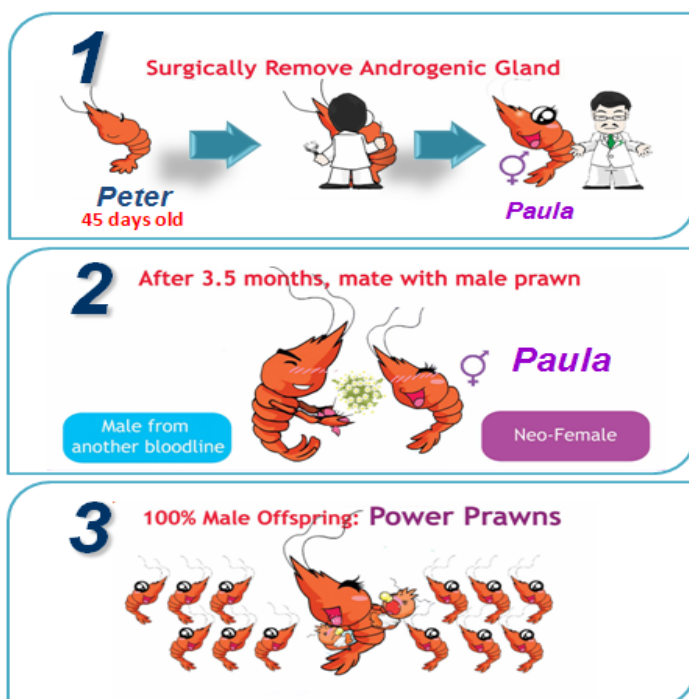 1
Surgically Remove Androgenic Gland
Peter
45 days old
Paula
2
After 3.5 months, mate with male prawn
Paula
Male from
another bloodline
Neo-Female
3
100% Male Offspring: Power Prawns